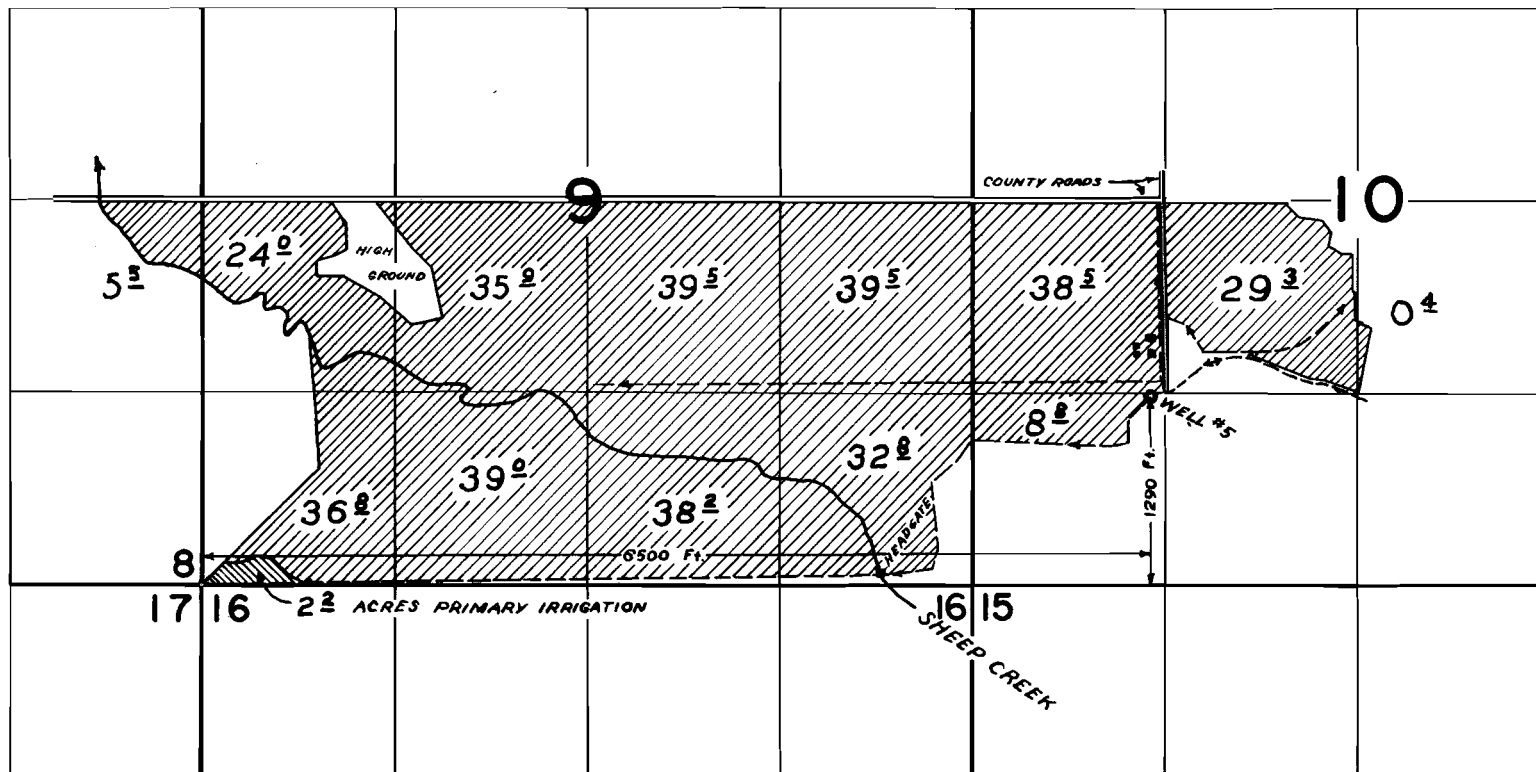 COUNTY ROADS
9
10
24 0
HIGH
GROUND
5 5
35 9
39 5
39 5
38 5
29 3
0 4
8 8
WELL #5
32 8
39 0
36 8
38 2
HEADGATE
1290 Ft.
6500 Ft.
8
17 16
2 2 ACRES PRIMARY IRRIGATION
16 15
SHEEP CREEK